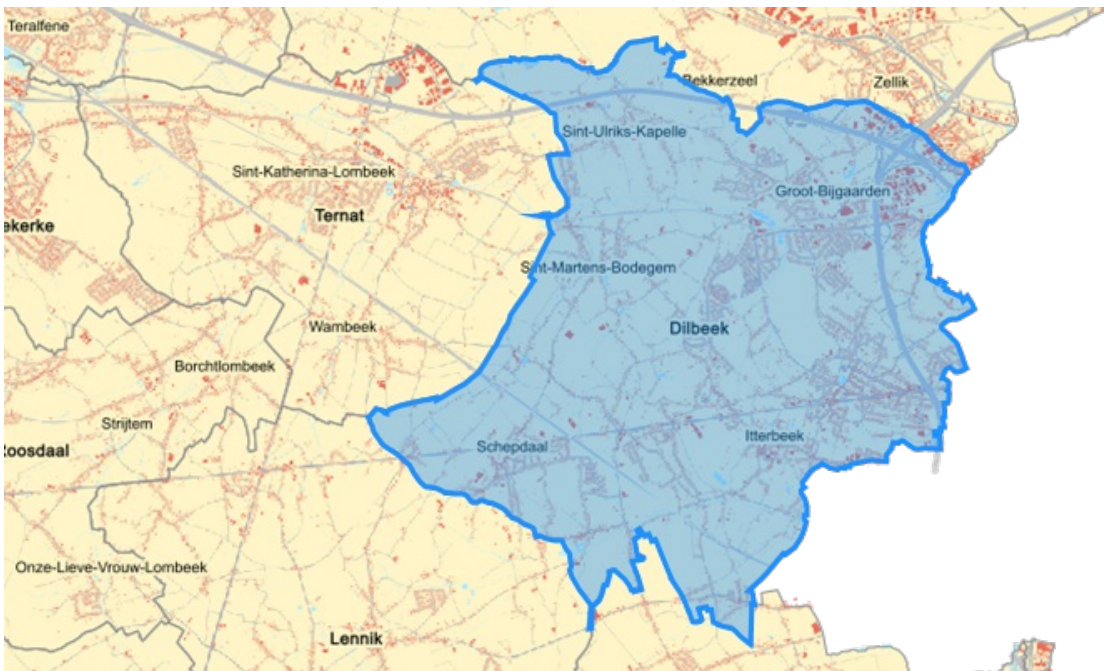 Teralfene
Bekkerzeel
Zellik
Sint-Ulriks-Kapelle
Sint-Katherina-Lombeek
Groot-Bijgaarden
Ternat
ekerke
Sint-Martens-Bodegem
Wambeek
Dilbeek
Borchtlombeek
Strijtem
Roosdaal
Schepdaal
Itterbeek
Onze-Lieve-Vrouw-Lombeek
Lennik